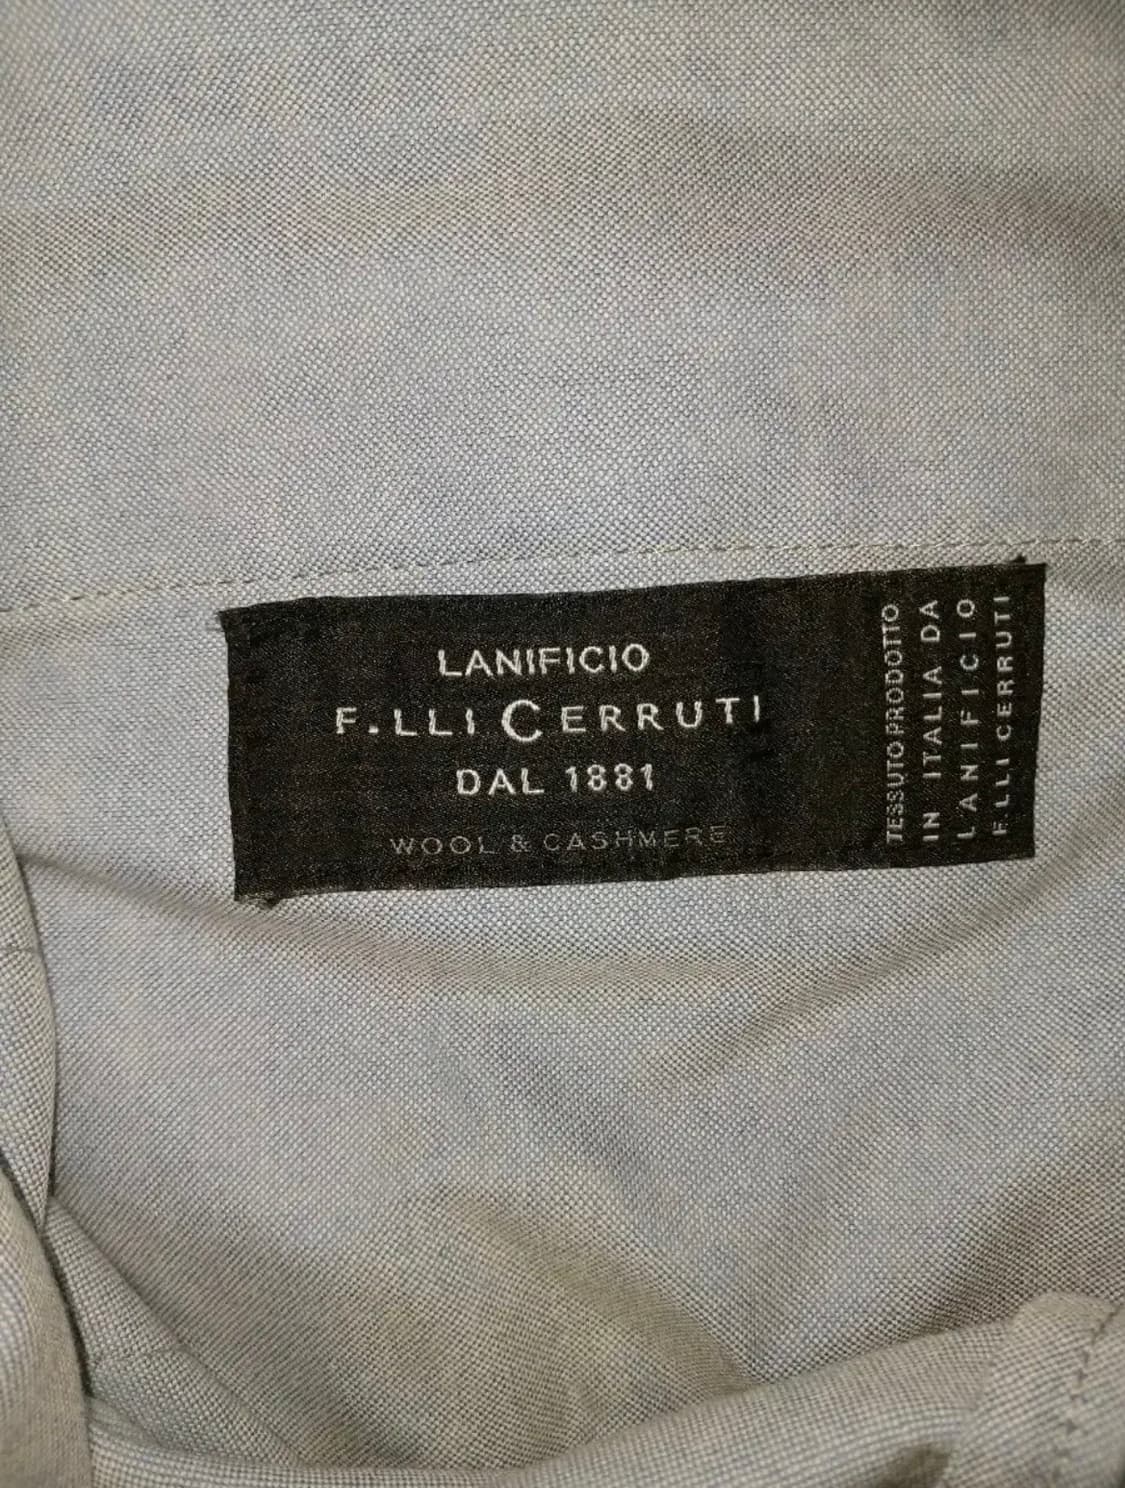 LANIFICIO
F.LLI CERRUTI
DAL 1881
WOOL & CASHMERE
TESSUTO PRODOTTO
IN ITALIA DA
LANIFICIO
F.LLI CERRUTI